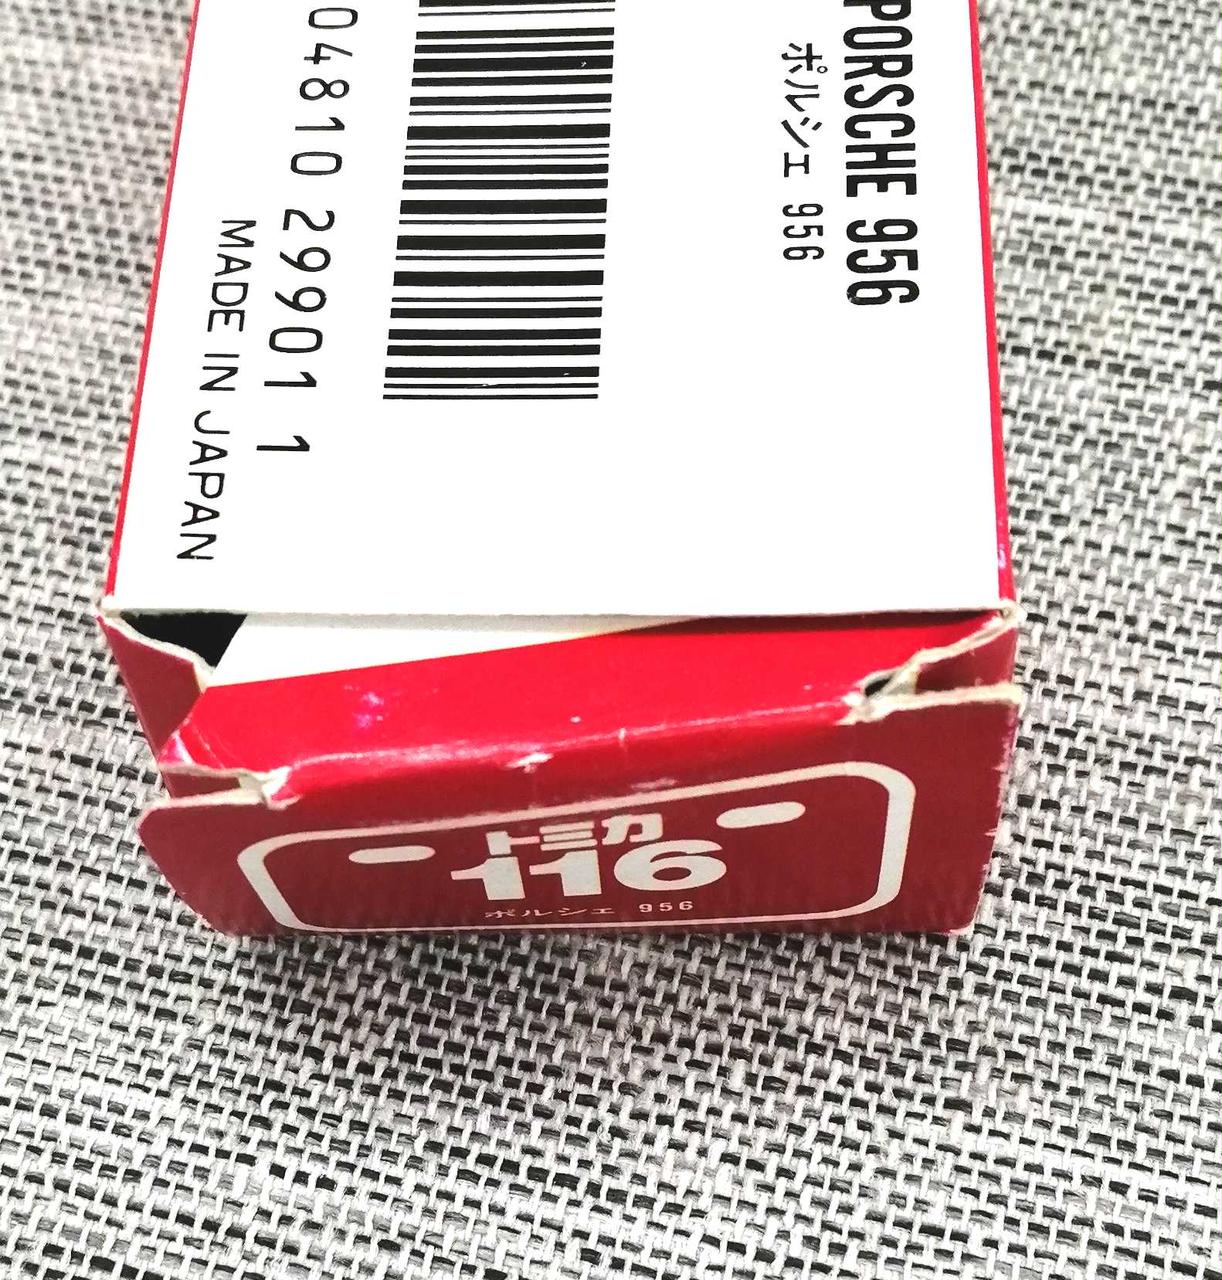 PORSCHE 956
ポルシェ 956
04810 29901 1
MADE IN JAPAN
トミカ
116
ポルシェ 956